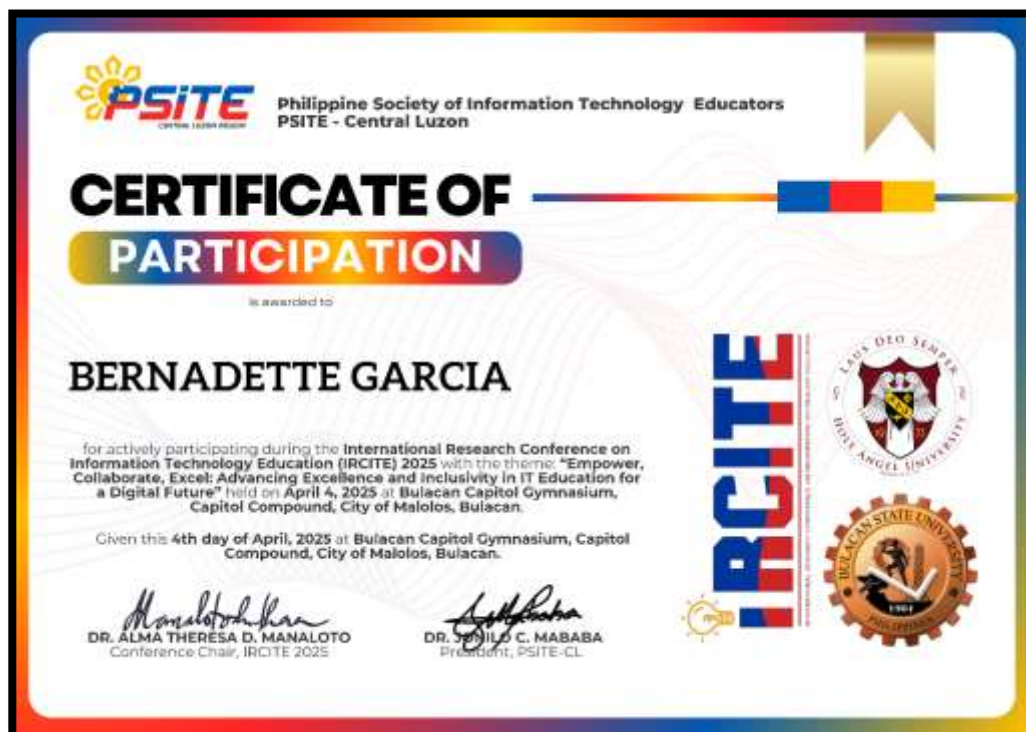 PSiTE
CENTRAL LUZON REGION
Philippine Society of Information Technology Educators
PSITE - Central Luzon
CERTIFICATE OF
PARTICIPATION
is awarded to
BERNADETTE GARCIA
for actively participating during the International Research Conference on
Information Technology Education (IRCITE) 2025 with the theme: “Empower,
Collaborate, Excel: Advancing Excellence and Inclusivity in IT Education for
a Digital Future” held on April 4, 2025 at Bulacan Capitol Gymnasium,
Capitol Compound, City of Malolos, Bulacan.
Given this 4th day of April, 2025 at Bulacan Capitol Gymnasium, Capitol
Compound, City of Malolos, Bulacan.
DR. ALMA THERESA D. MANALOTO
Conference Chair, IRCITE 2025
DR. JUNILO C. MABABA
President, PSITE-CL
IRCITE
LAUS DEO SEMPER
HOLY ANGEL UNIVERSITY
BULACAN STATE UNIVERSITY
1904
PHILIPPINES